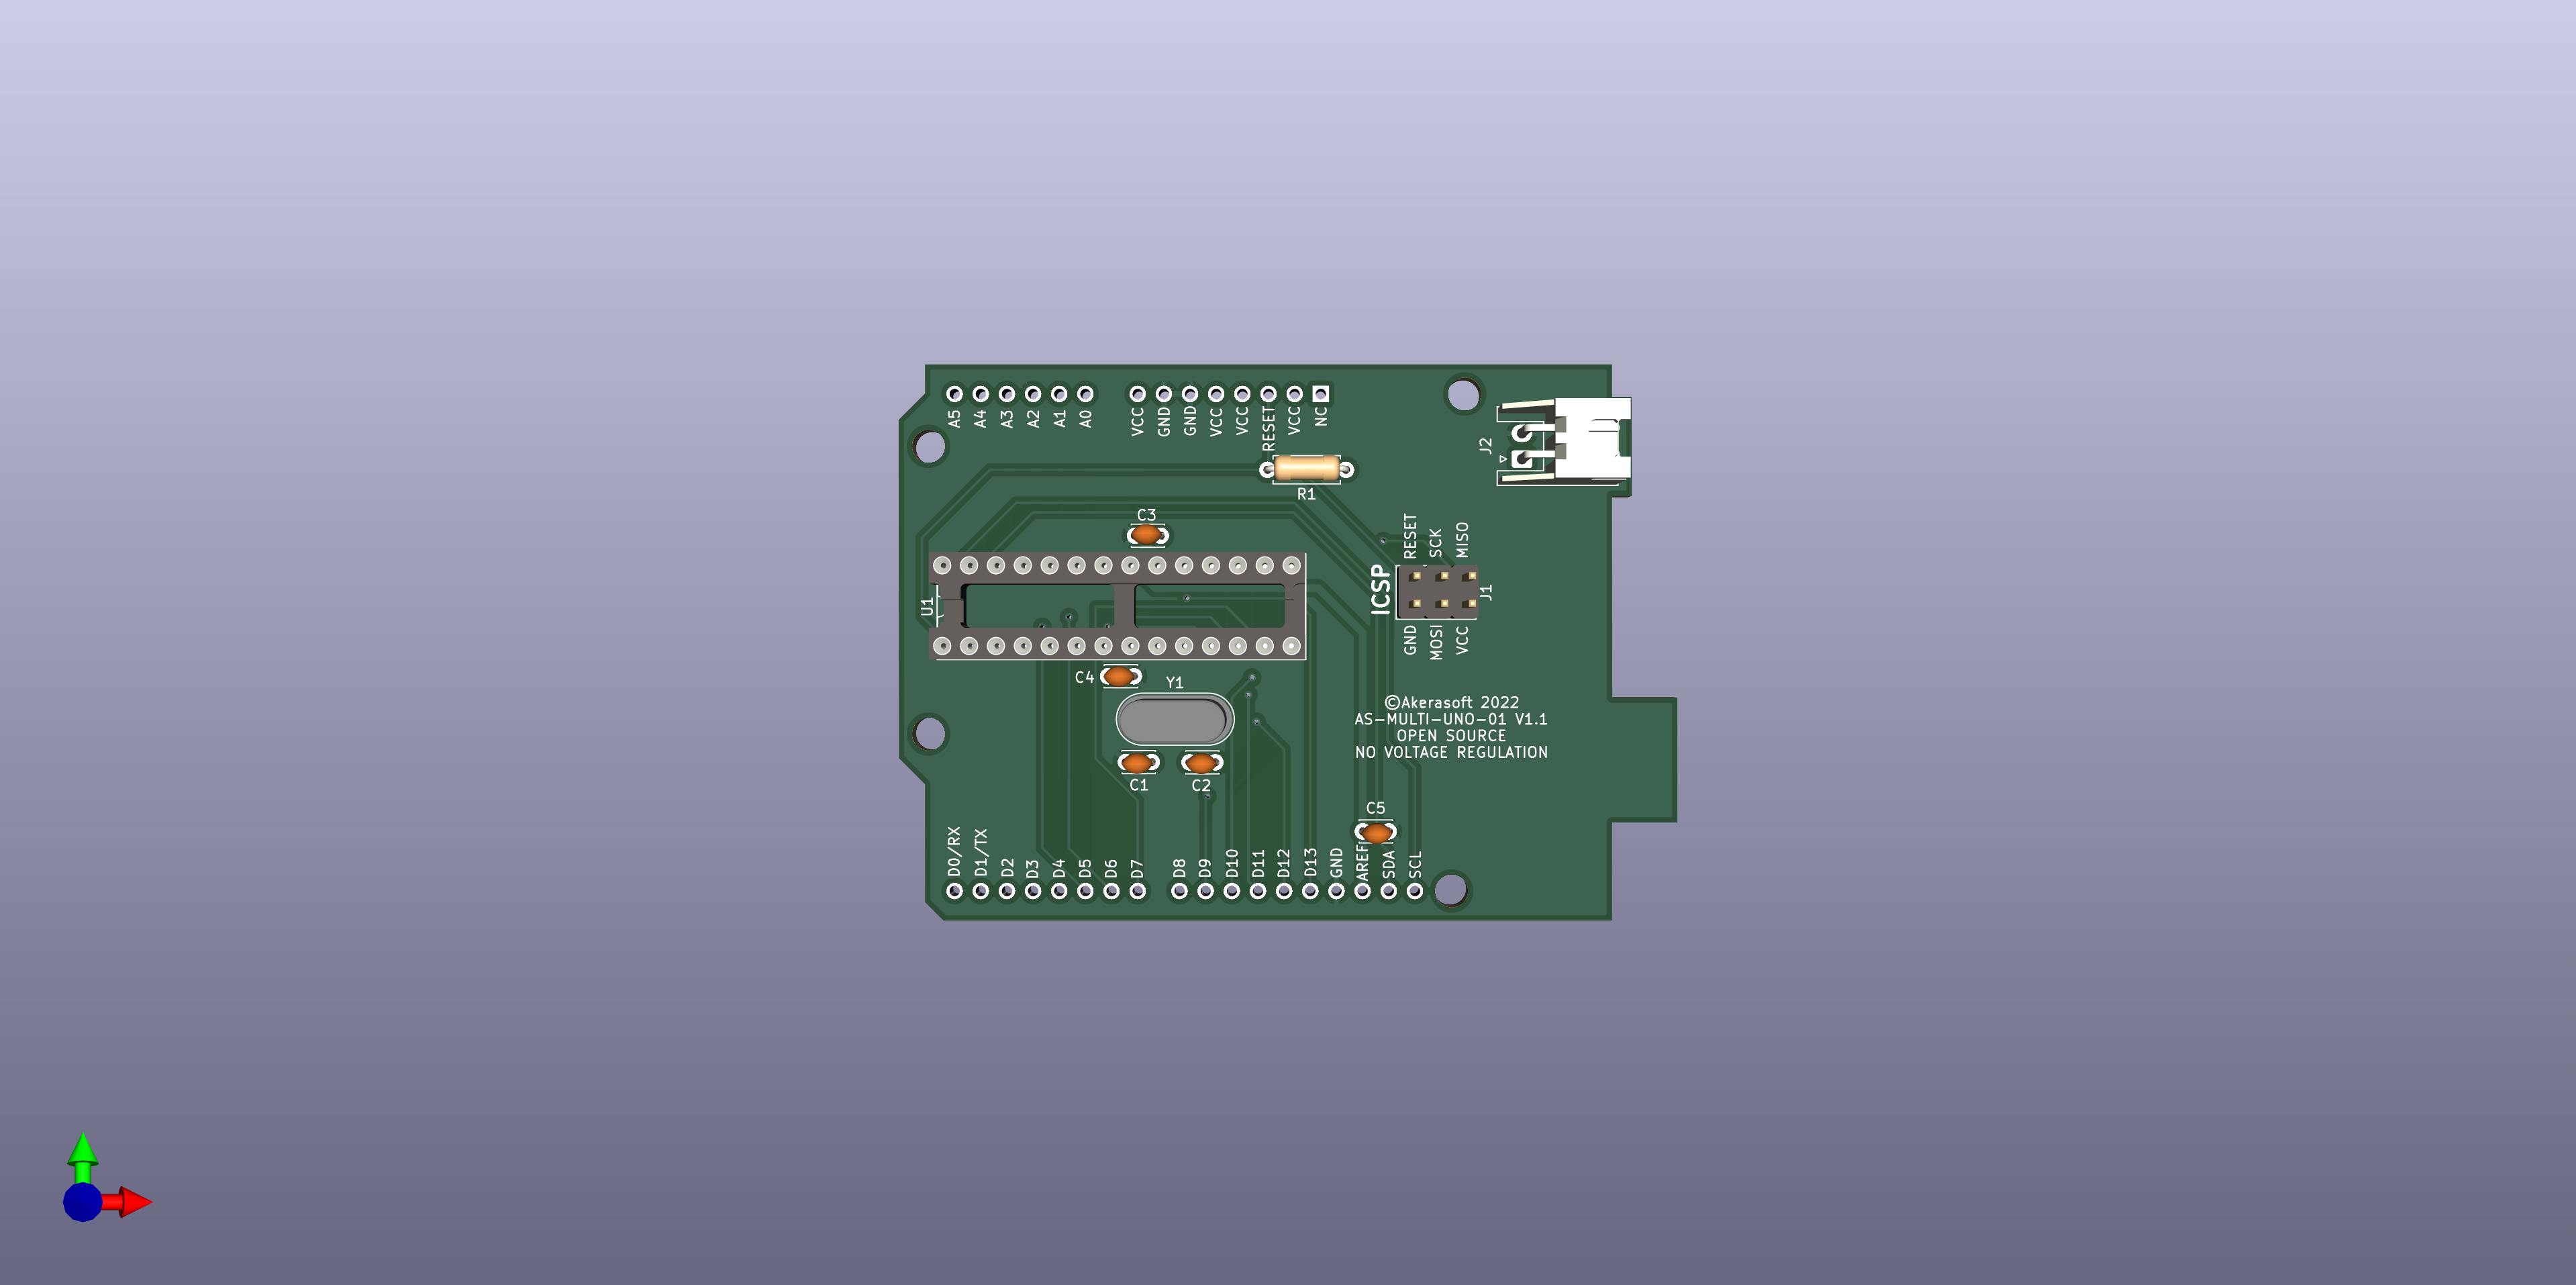 A5
A4
A3
A2
A1
A0
VCC
GND
GND
VCC
VCC
RESET
VCC
NC
J2
R1
C3
RESET
SCK
MISO
ICSP
J1
U1
GND
MOSI
VCC
C4
Y1
©Akerasoft 2022
AS-MULTI-UNO-01 V1.1
OPEN SOURCE
NO VOLTAGE REGULATION
C1
C2
C5
D0/RX
D1/TX
D2
D3
D4
D5
D6
D7
D8
D9
D10
D11
D12
D13
GND
AREF
SDA
SCL